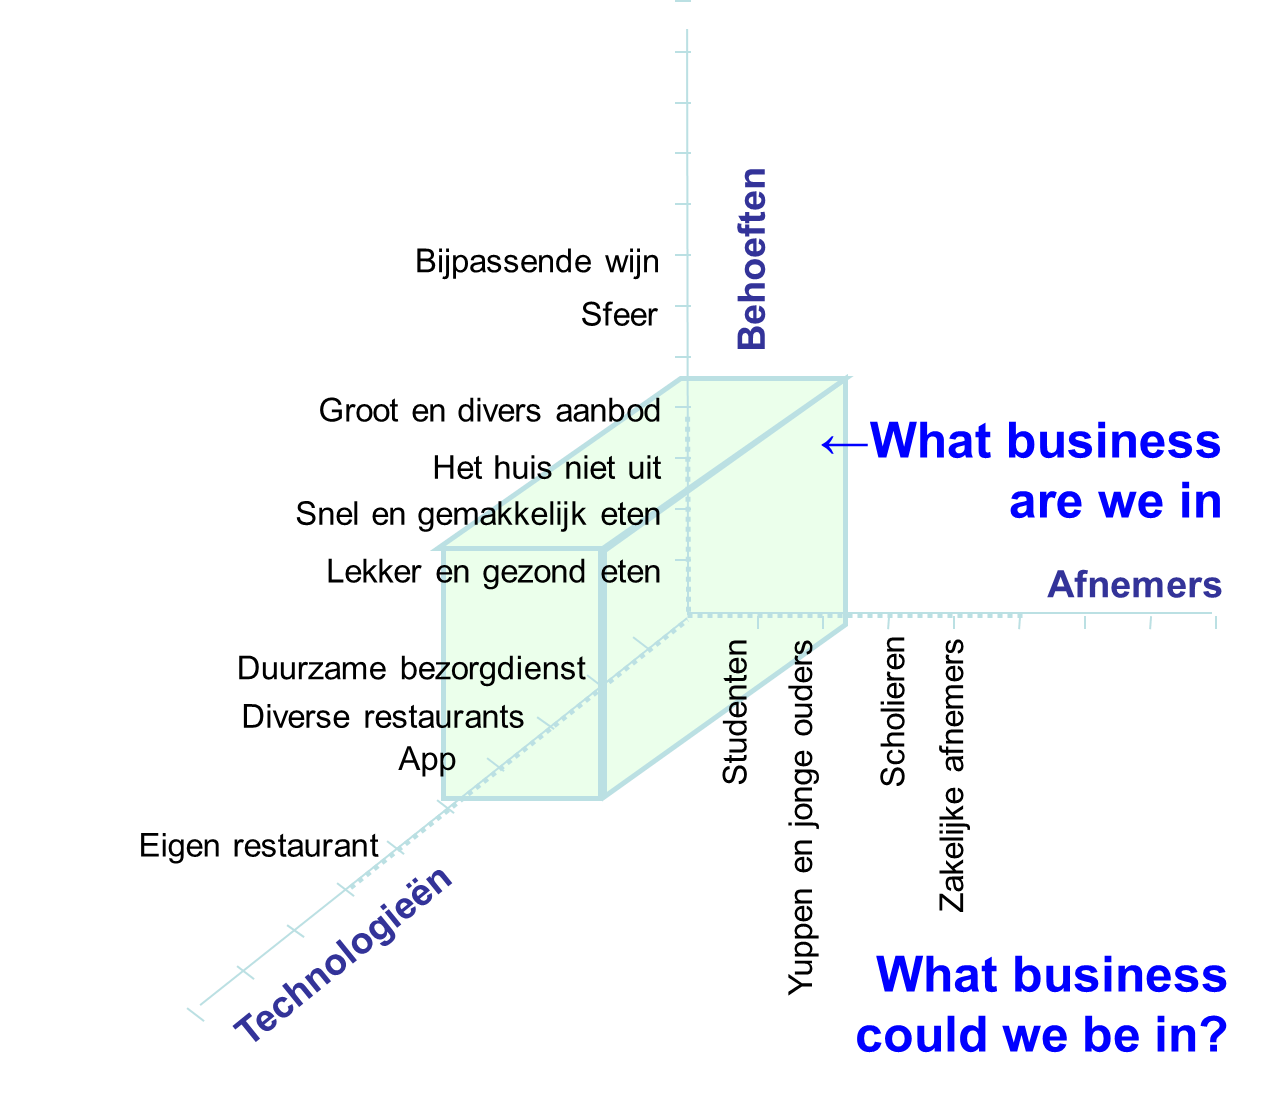 Behoeften
Bijpassende wijn
Sfeer
Groot en divers aanbod
Het huis niet uit
Snel en gemakkelijk eten
Lekker en gezond eten
←What business
are we in
Afnemers
Studenten
Yuppen en jonge ouders
Scholieren
Zakelijke afnemers
Duurzame bezorgdienst
Diverse restaurants
App
Eigen restaurant
Technologieën
What business
could we be in?